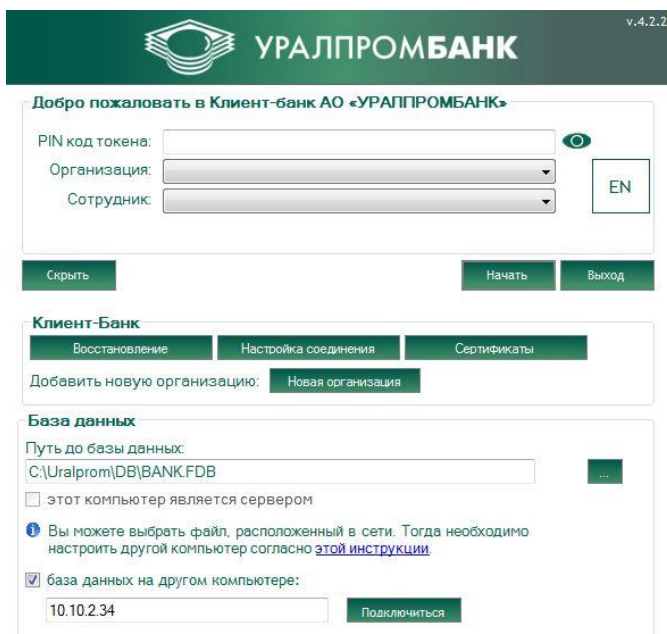 v.4.2.2
УРАЛПРОМБАНК
Добро пожаловать в Клиент-банк АО «УРАЛПРОМБАНК»
PIN код токена:
Организация:
Сотрудник:
EN
Скрыть Начать Выход
Клиент-Банк
Восстановление Настройка соединения Сертификаты
Добавить новую организацию: Новая организация
База данных
Путь до базы данных:
C:\Uralprom\DB\BANK.FDB ...
этот компьютер является сервером
Вы можете выбрать файл, расположенный в сети. Тогда необходимо
настроить другой компьютер согласно этой инструкции.
база данных на другом компьютере:
10.10.2.34 Подключиться